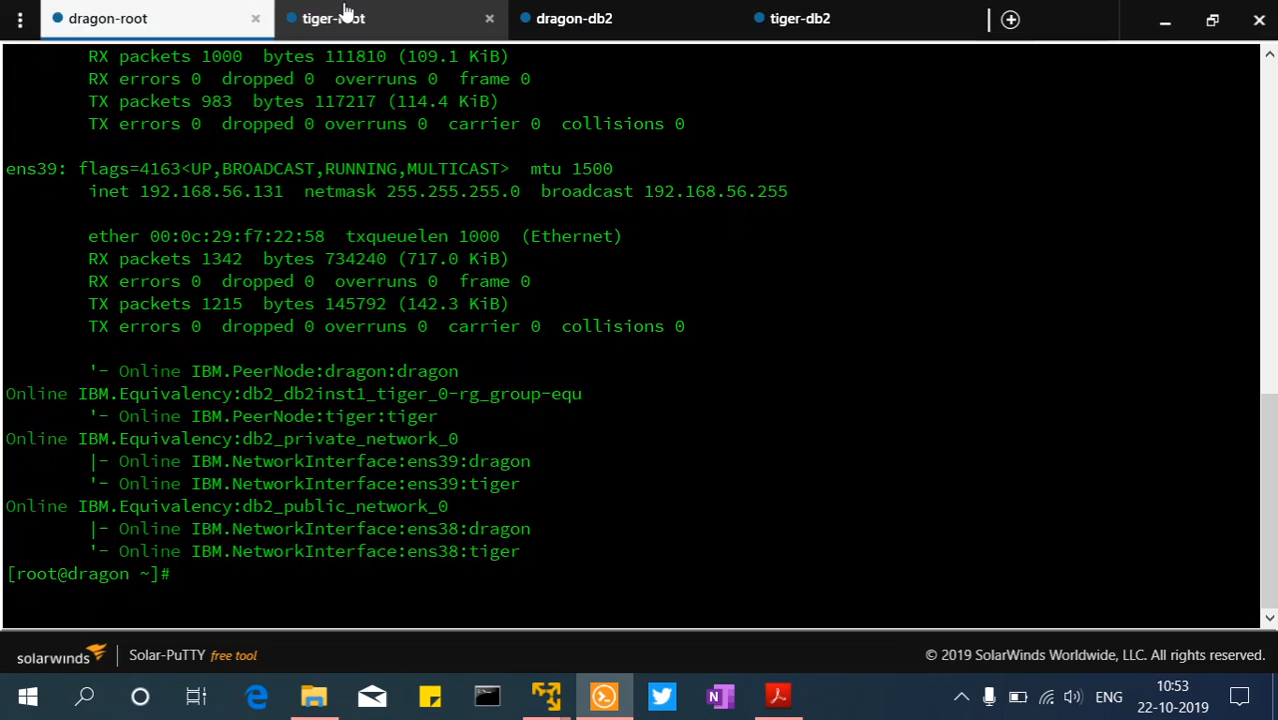 dragon-root × tiger-root × dragon-db2 tiger-db2
RX packets 1000 bytes 111810 (109.1 KiB)
RX errors 0 dropped 0 overruns 0 frame 0
TX packets 983 bytes 117217 (114.4 KiB)
TX errors 0 dropped 0 overruns 0 carrier 0 collisions 0
ens39: flags=4163<UP,BROADCAST,RUNNING,MULTICAST> mtu 1500
inet 192.168.56.131 netmask 255.255.255.0 broadcast 192.168.56.255
ether 00:0c:29:f7:22:58 txqueuelen 1000 (Ethernet)
RX packets 1342 bytes 734240 (717.0 KiB)
RX errors 0 dropped 0 overruns 0 frame 0
TX packets 1215 bytes 145792 (142.3 KiB)
TX errors 0 dropped 0 overruns 0 carrier 0 collisions 0
'- Online IBM.PeerNode:dragon:dragon
Online IBM.Equivalency:db2_db2inst1_tiger_0-rg_group-equ
'- Online IBM.PeerNode:tiger:tiger
Online IBM.Equivalency:db2_private_network_0
|- Online IBM.NetworkInterface:ens39:dragon
'- Online IBM.NetworkInterface:ens39:tiger
Online IBM.Equivalency:db2_public_network_0
|- Online IBM.NetworkInterface:ens38:dragon
'- Online IBM.NetworkInterface:ens38:tiger
[root@dragon ~]#
solarwinds Solar-PuTTY free tool © 2019 SolarWinds Worldwide, LLC. All rights reserved.
ENG 10:53
22-10-2019